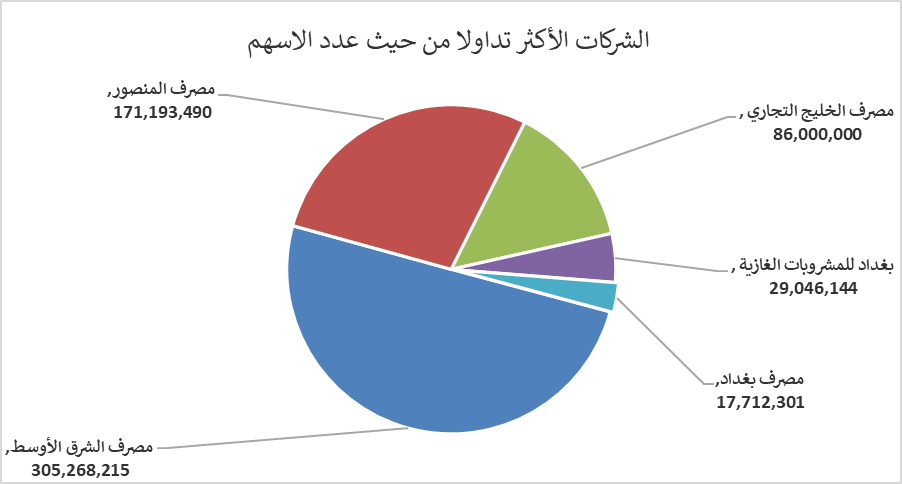 الشركات الأكثر تداولا من حيث عدد الاسهم
مصرف المنصور,
171,193,490
مصرف الخليج التجاري ,
86,000,000
بغداد للمشروبات الغازية ,
29,046,144
مصرف بغداد,
17,712,301
مصرف الشرق الأوسط,
305,268,215